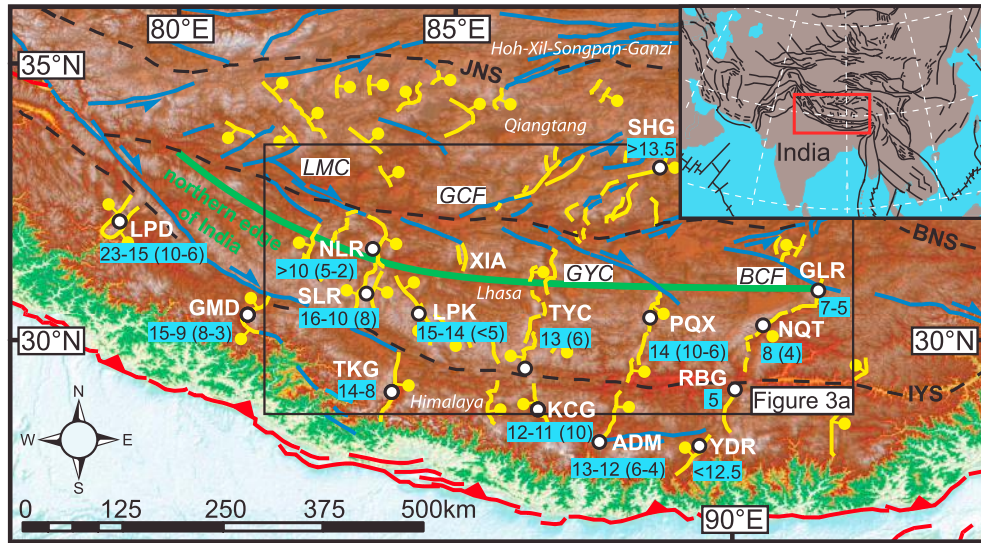 80°E
85°E
Hoh-Xil-Songpan-Ganzi
35°N
JNS
Qiangtang
SHG
>13.5
India
LMC
GCF
northern edge
of India
LPD
23-15 (10-6)
NLR
>10 (5-2)
XIA
GYC
BCF
BNS
GLR
7-5
Lhasa
SLR
16-10 (8)
GMD
15-9 (8-3)
LPK
15-14 (<5)
TYC
13 (6)
PQX
14 (10-6)
NQT
8 (4)
30°N
30°N
TKG
14-8
RBG
5
IYS
Himalaya
Figure 3a
KCG
12-11 (10)
ADM
13-12 (6-4)
YDR
<12.5
N
W
E
S
0 125 250 375 500km
90°E